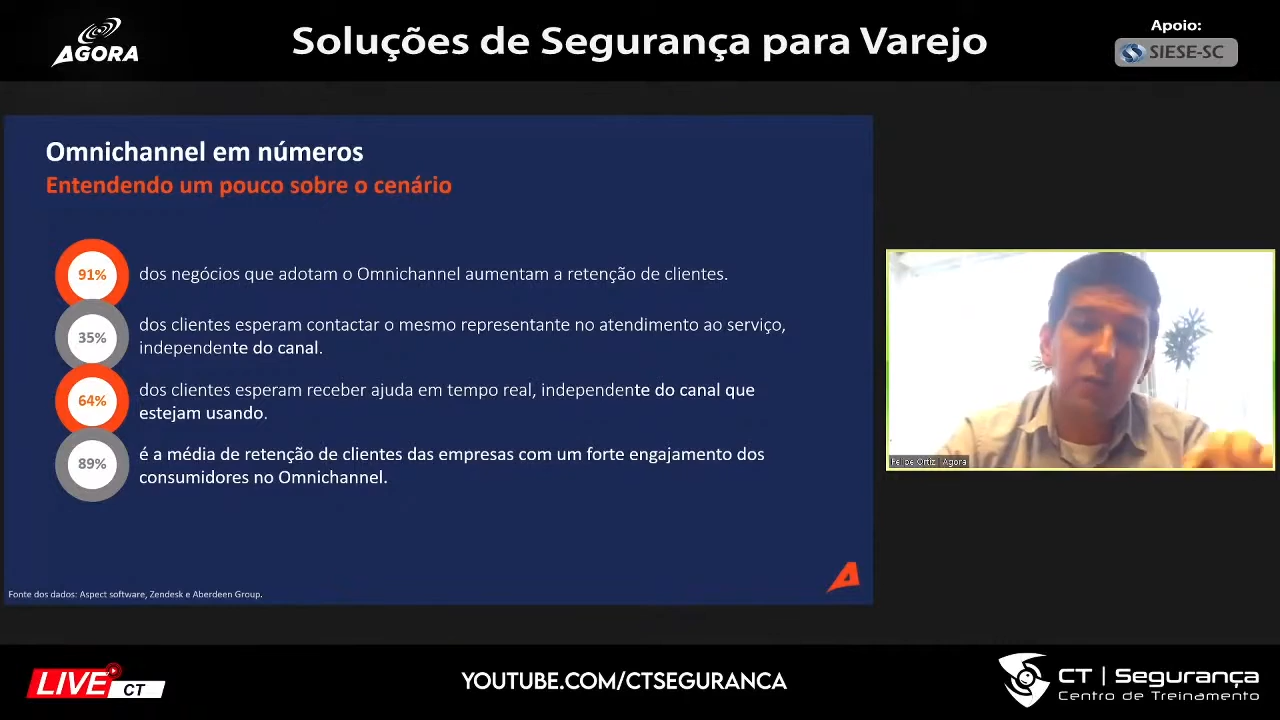 AGORA
Soluções de Segurança para Varejo
Apoio:
SIESE-SC
Omnichannel em números
Entendendo um pouco sobre o cenário
91%
dos negócios que adotam o Omnichannel aumentam a retenção de clientes.
35%
dos clientes esperam contactar o mesmo representante no atendimento ao serviço,
independente do canal.
64%
dos clientes esperam receber ajuda em tempo real, independente do canal que
estejam usando.
89%
é a média de retenção de clientes das empresas com um forte engajamento dos
consumidores no Omnichannel.
Fonte dos dados: Aspect software, Zendesk e Aberdeen Group.
Felipe Ortiz | Agora
LIVE CT
YOUTUBE.COM/CTSEGURANCA
CT | Segurança
Centro de Treinamento